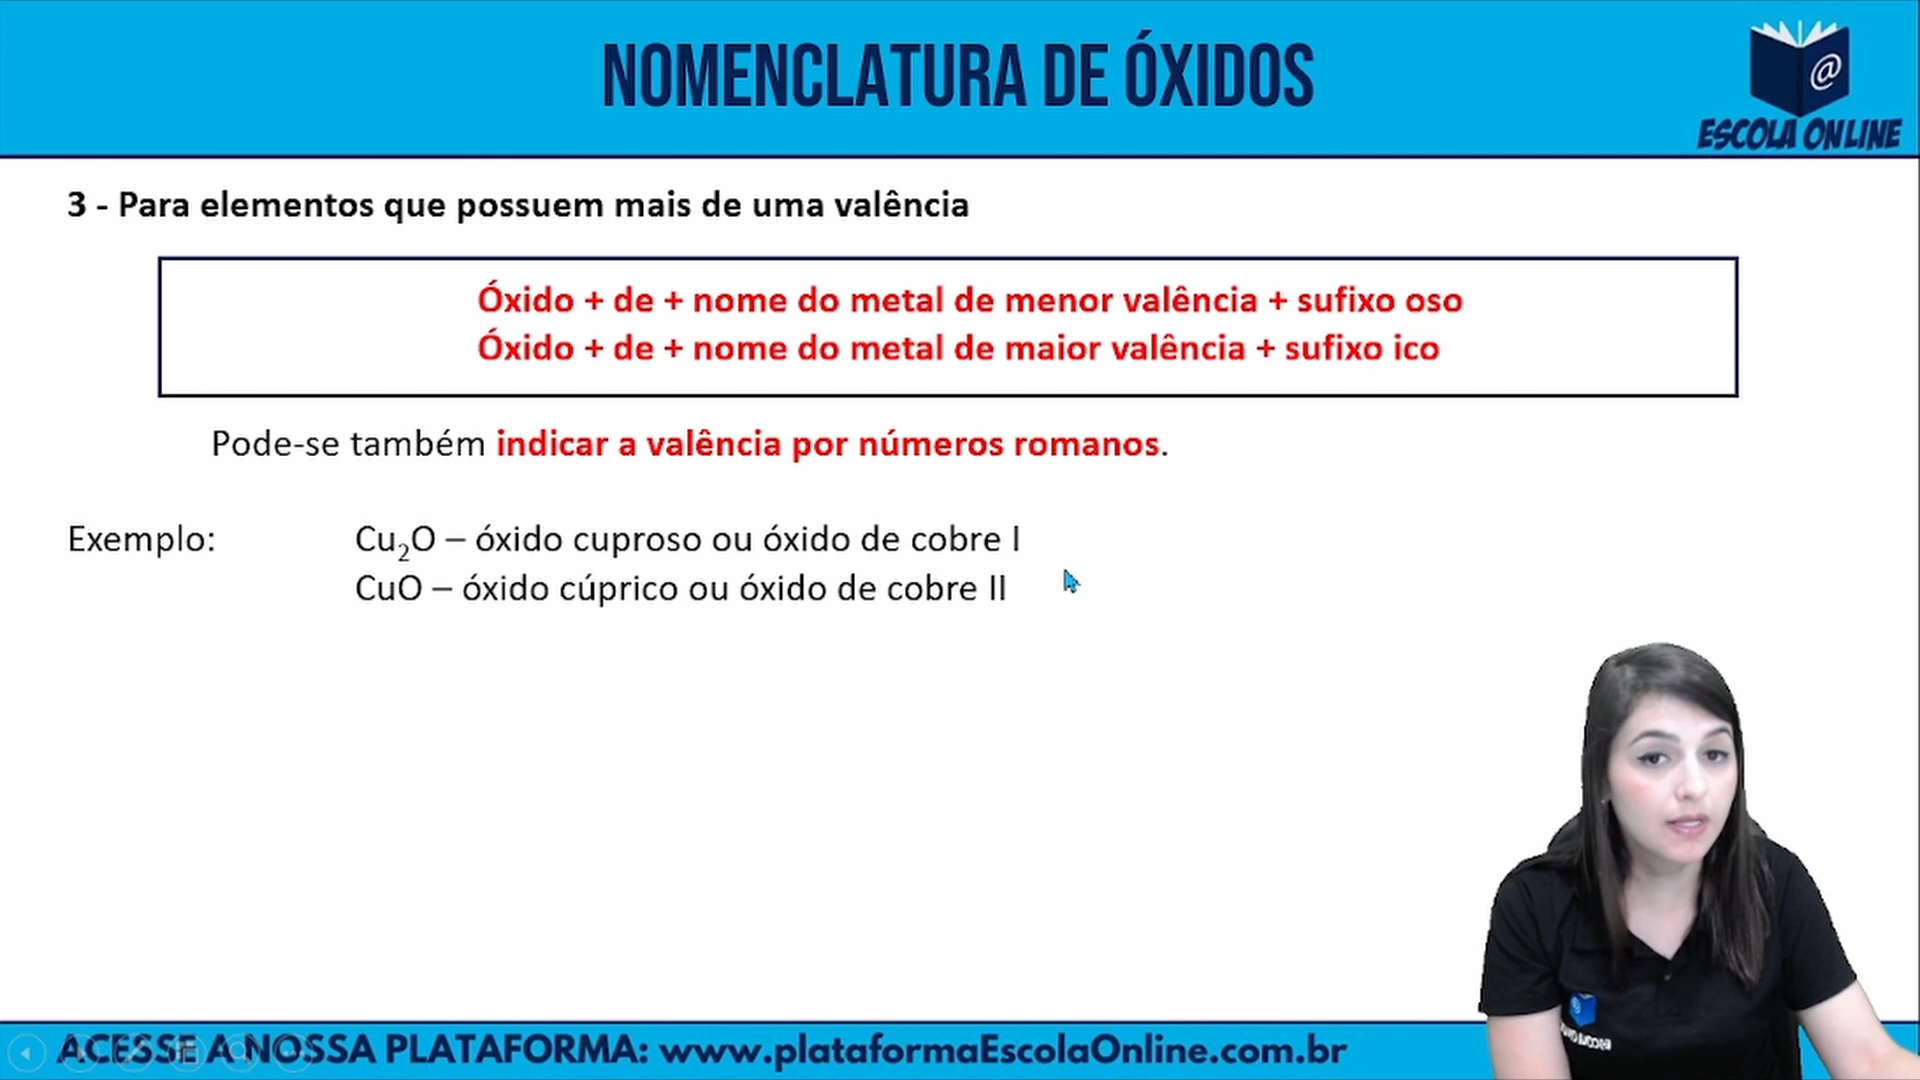 NOMENCLATURA DE ÓXIDOS
@
ESCOLA ONLINE
3 - Para elementos que possuem mais de uma valência
Óxido + de + nome do metal de menor valência + sufixo oso
Óxido + de + nome do metal de maior valência + sufixo ico
Pode-se também indicar a valência por números romanos.
Exemplo: Cu₂O – óxido cuproso ou óxido de cobre I
CuO – óxido cúprico ou óxido de cobre II
ACESSE A NOSSA PLATAFORMA: www.plataformaEscolaOnline.com.br